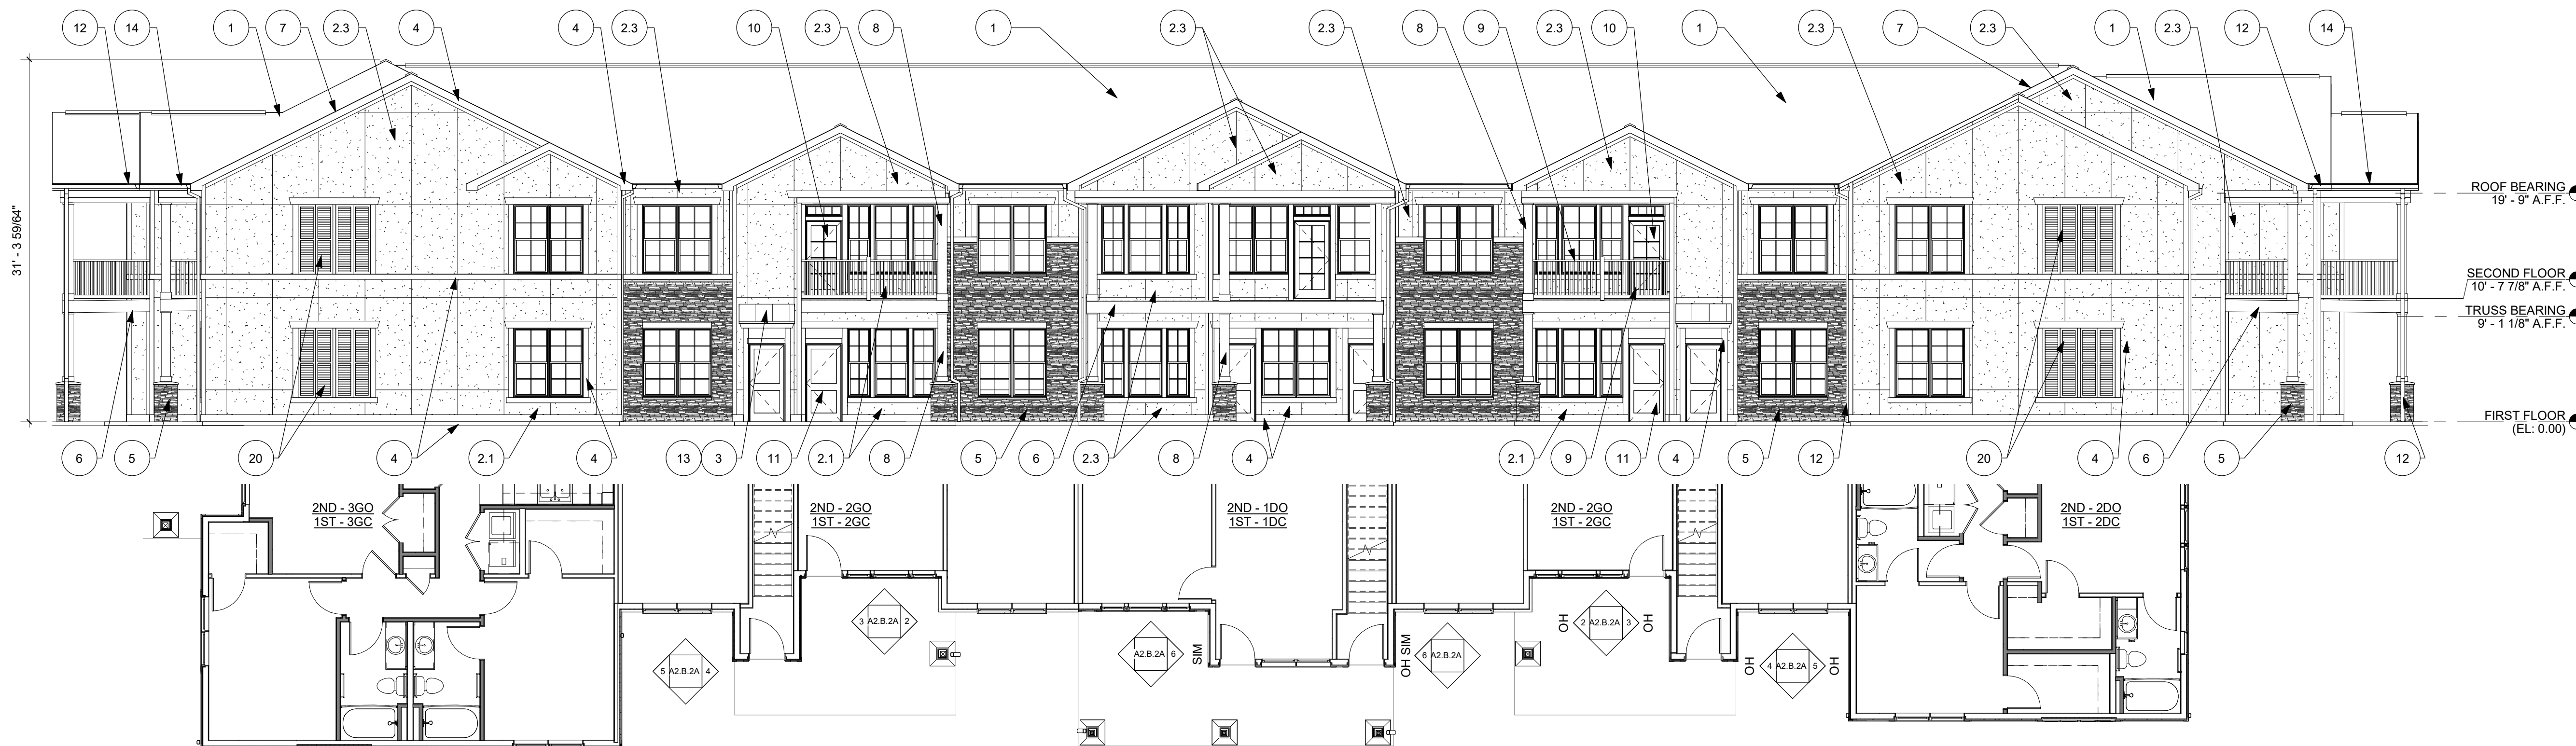 12 14 1 7 2.3 4 4 2.3 10 2.3 8 1 2.3 2.3 8 9 2.3 10 1 2.3 7 2.3 1 2.3 12 14
31' - 3 59/64"
ROOF BEARING
19' - 9" A.F.F.
SECOND FLOOR
10' - 7 7/8" A.F.F.
TRUSS BEARING
9' - 1 1/8" A.F.F.
FIRST FLOOR
(EL: 0.00)
6 5 20 4 2.1 4 13 3 11 2.1 8 5 6 2.3 8 4 2.1 9 11 4 5 12 20 4 6 5 12
2ND - 3GO
1ST - 3GC
2ND - 2GO
1ST - 2GC
2ND - 1DO
1ST - 1DC
2ND - 2GO
1ST - 2GC
2ND - 2DO
1ST - 2DC
5 A2.B.2A 4
3 A2.B.2A 2
A2.B.2A 6
SIM
OH SIM
6 A2.B.2A
OH
2 A2.B.2A 3
OH
OH
4 A2.B.2A 5
OH